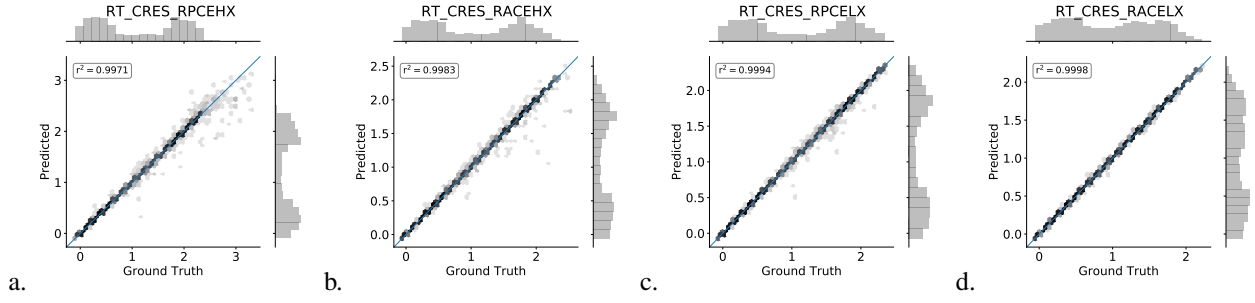 RT_CRES_RPCEHX
r² = 0.9971
Predicted
3
2
1
0
0 1 2 3
Ground Truth
a.
RT_CRES_RACEHX
r² = 0.9983
Predicted
2.5
2.0
1.5
1.0
0.5
0.0
0 1 2
Ground Truth
b.
RT_CRES_RPCELX
r² = 0.9994
Predicted
2.0
1.5
1.0
0.5
0.0
0 1 2
Ground Truth
c.
RT_CRES_RACELX
r² = 0.9998
Predicted
2.0
1.5
1.0
0.5
0.0
0 1 2
Ground Truth
d.